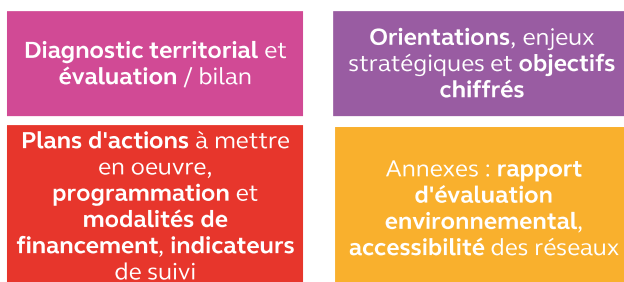 Diagnostic territorial et
évaluation / bilan
Orientations, enjeux
stratégiques et objectifs
chiffrés
Plans d'actions à mettre
en oeuvre,
programmation et
modalités de
financement, indicateurs
de suivi
Annexes : rapport
d'évaluation
environnemental,
accessibilité des réseaux